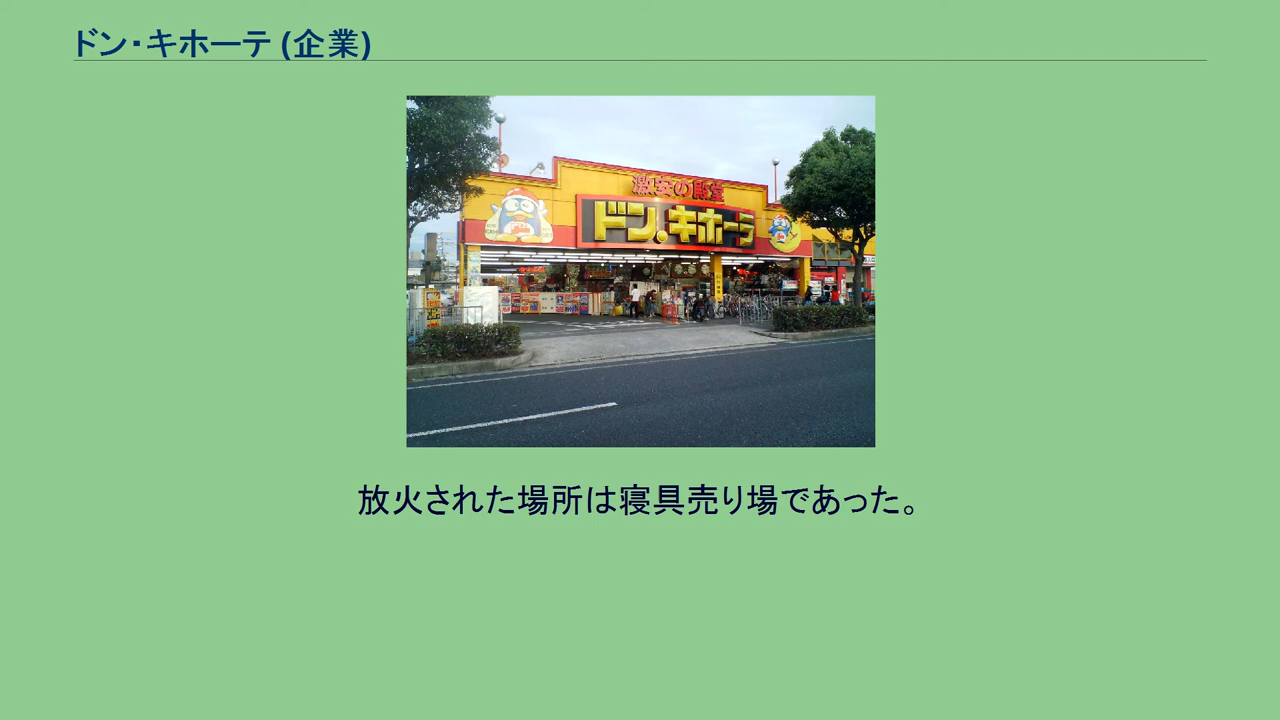 ドン・キホーテ (企業)
激安の殿堂
ドン.キホーテ
放火された場所は寝具売り場であった。